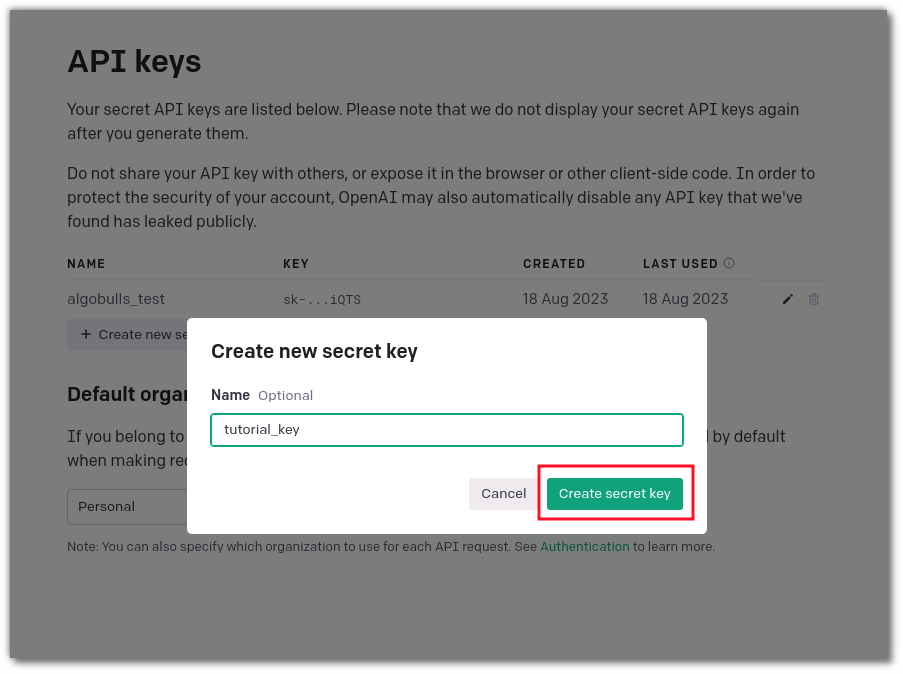 API keys
Your secret API keys are listed below. Please note that we do not display your secret API keys again
after you generate them.
Do not share your API key with others, or expose it in the browser or other client-side code. In order to
protect the security of your account, OpenAI may also automatically disable any API key that we've
found has leaked publicly.
NAME KEY CREATED LAST USED
algobulls_test sk-...iQTS 18 Aug 2023 18 Aug 2023
+ Create new se
Create new secret key
Default orga
Name Optional
tutorial_key
If you belong to by default
when making re
Cancel Create secret key
Personal
Note: You can also specify which organization to use for each API request. See Authentication to learn more.